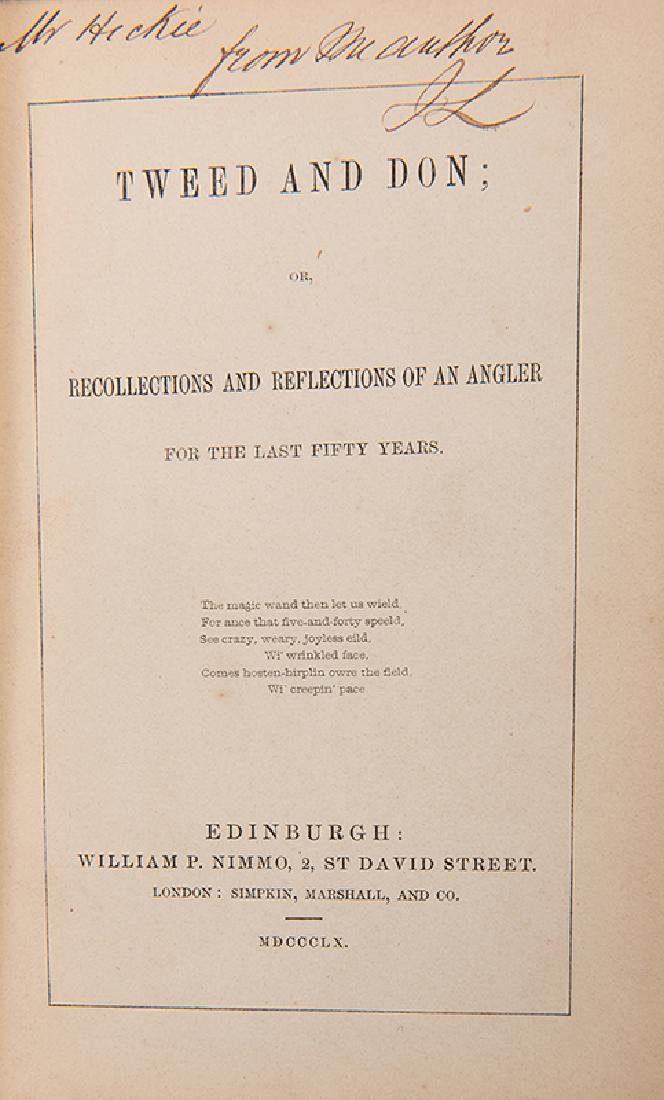 Mr Hickie
from the author
JL
TWEED AND DON;
OR,
RECOLLECTIONS AND REFLECTIONS OF AN ANGLER
FOR THE LAST FIFTY YEARS.
The magic wand then let us wield,
For ance that five-and-forty speeld,
See crazy, weary, joyless eild,
Wi' wrinkled face,
Comes hosten-hirplin owre the field,
Wi' creepin' pace
EDINBURGH:
WILLIAM P. NIMMO, 2, ST DAVID STREET.
LONDON: SIMPKIN, MARSHALL, AND CO.
MDCCCLX.